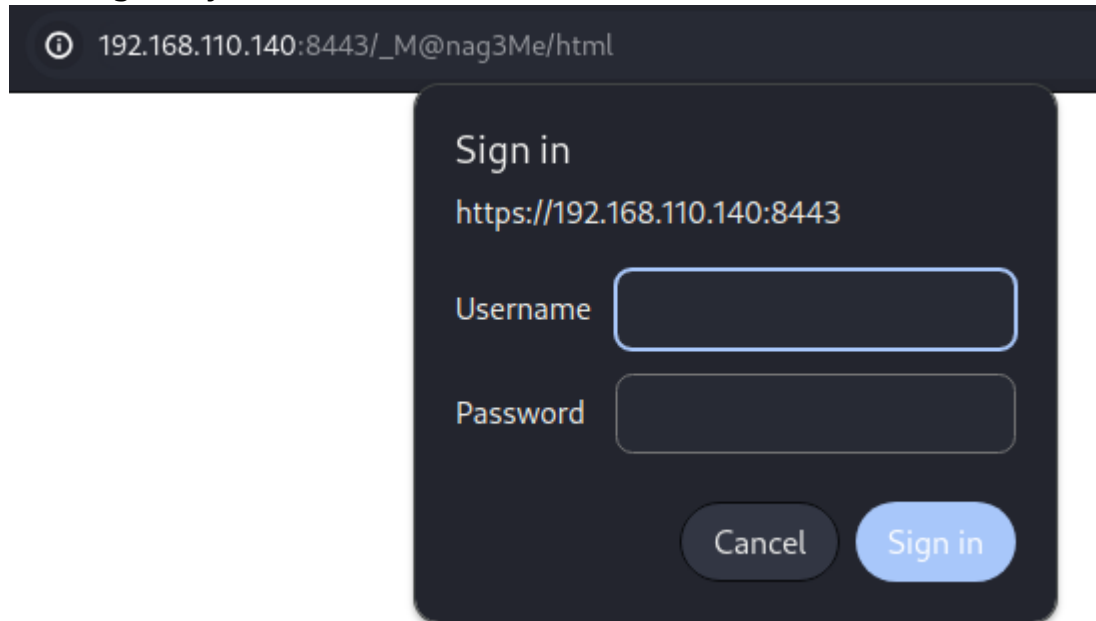 192.168.110.140:8443/_M@nag3Me/html
Sign in
https://192.168.110.140:8443
Username
Password
Cancel Sign in